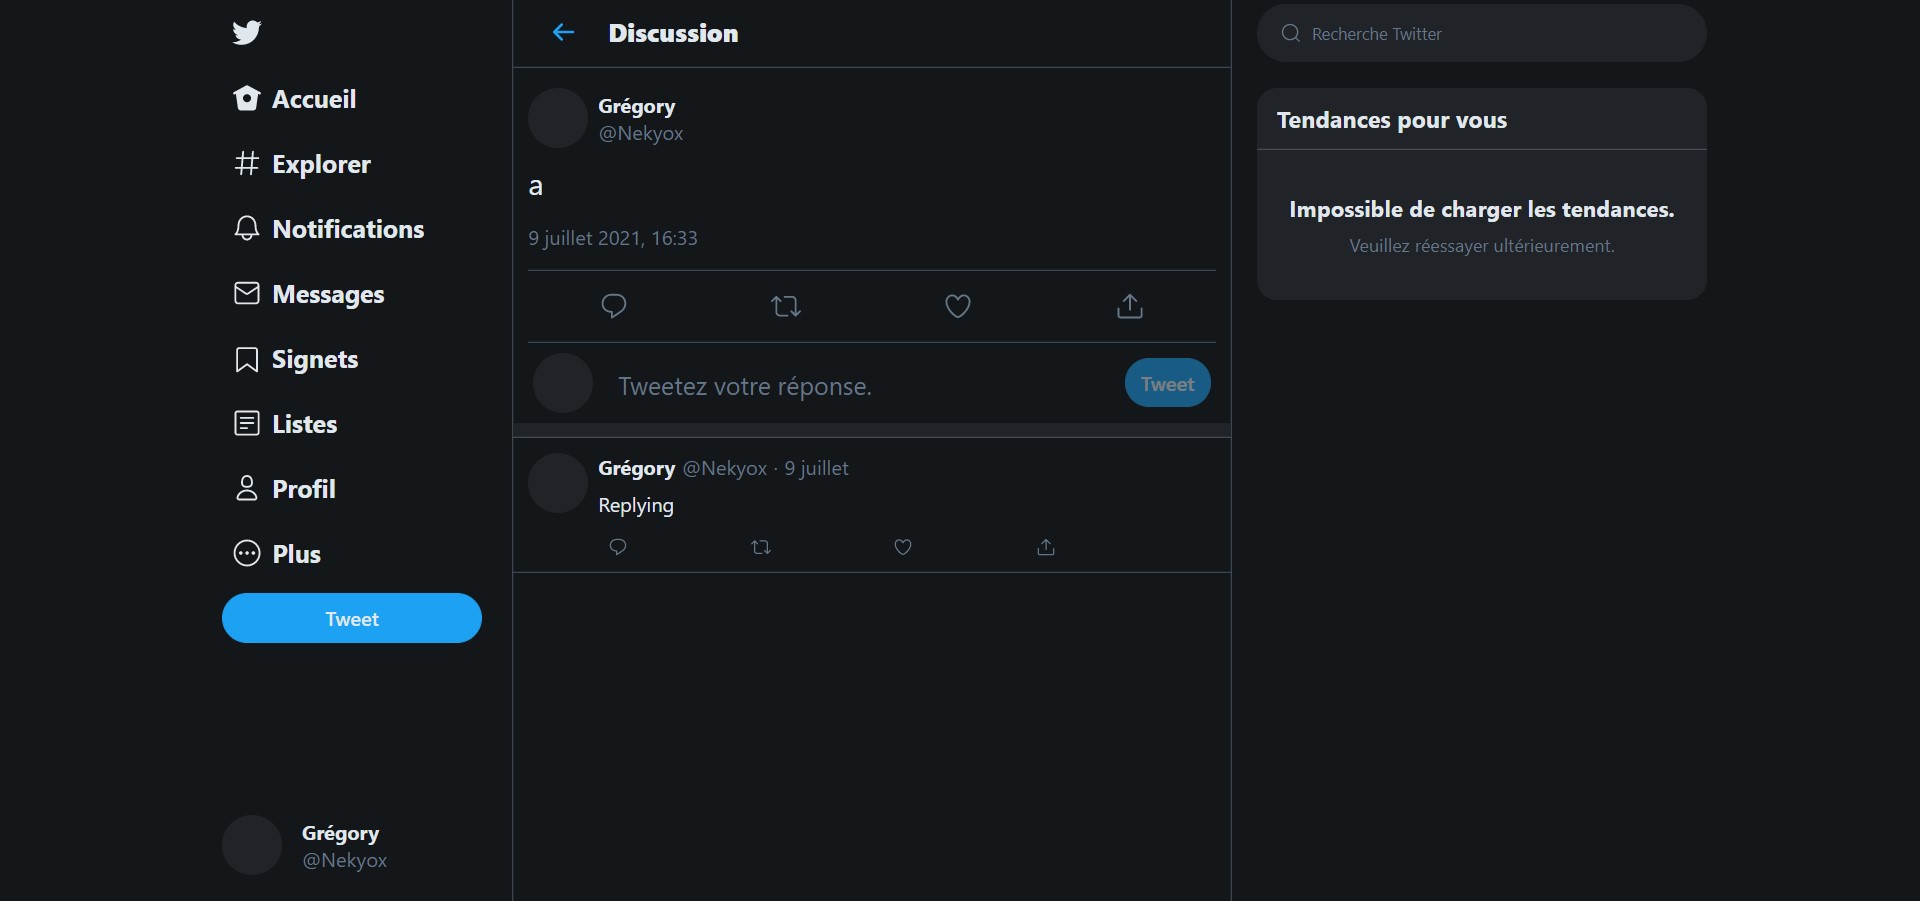 Accueil
Explorer
Notifications
Messages
Signets
Listes
Profil
Plus
Tweet
Grégory
@Nekyox
Discussion
Grégory
@Nekyox
a
9 juillet 2021, 16:33
Tweetez votre réponse.
Tweet
Grégory @Nekyox · 9 juillet
Replying
Recherche Twitter
Tendances pour vous
Impossible de charger les tendances.
Veuillez réessayer ultérieurement.